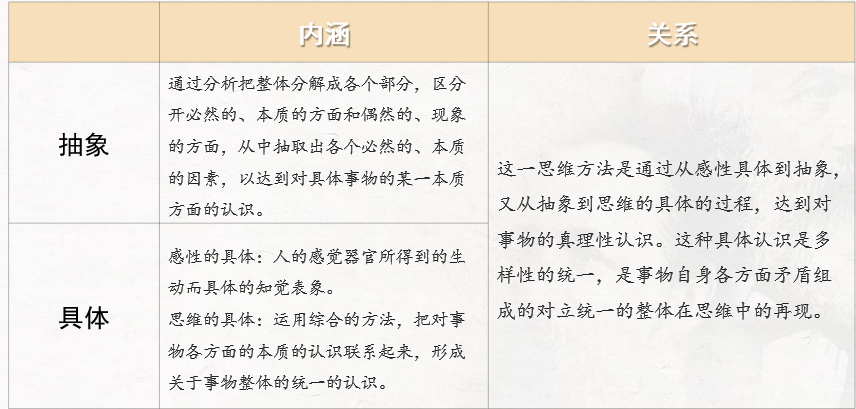 内涵
关系
抽象
通过分析把整体分解成各个部分，区分
开必然的、本质的方面和偶然的、现象
的方面，从中抽取出各个必然的、本质
的因素，以达到对具体事物的某一本质
方面的认识。
具体
感性的具体：人的感觉器官所得到的生
动而具体的知觉表象。
思维的具体：运用综合的方法，把对事
物各方面的本质的认识联系起来，形成
关于事物整体的统一的认识。
这一思维方法是通过从感性具体到抽象，
又从抽象到思维的具体的过程，达到对
事物的真理性认识。这种具体认识是多
样性的统一，是事物自身各方面矛盾组
成的对立统一的整体在思维中的再现。